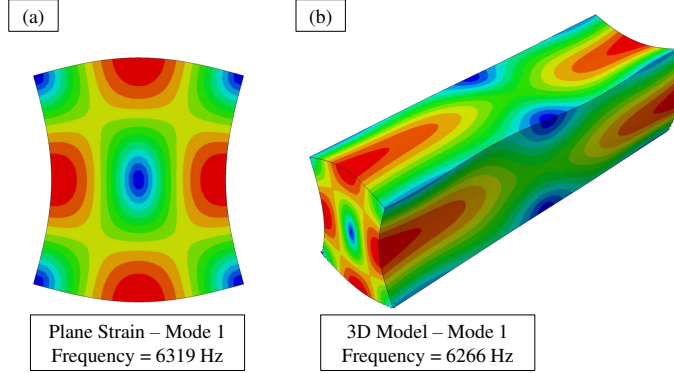 (a)
(b)
Plane Strain – Mode 1
Frequency = 6319 Hz
3D Model – Mode 1
Frequency = 6266 Hz